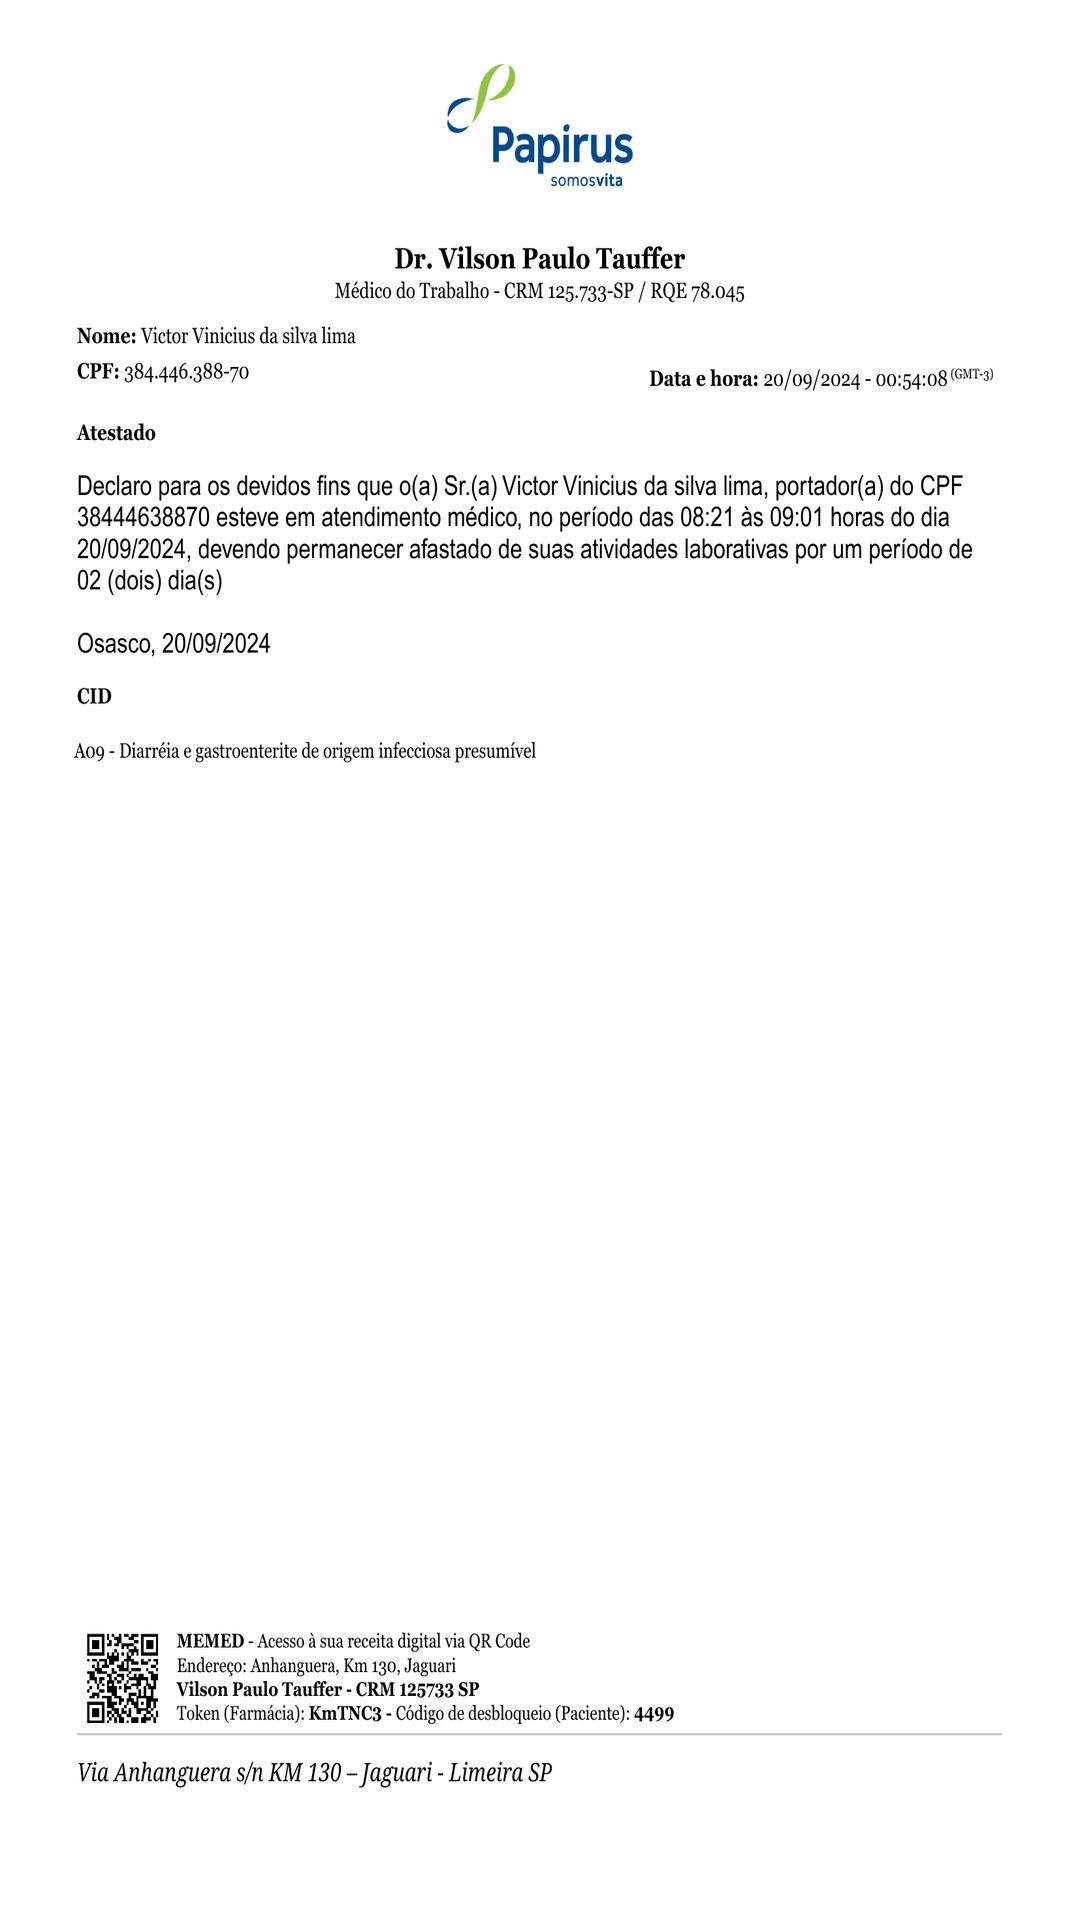 Papirus
somosvita
Dr. Vilson Paulo Tauffer
Médico do Trabalho - CRM 125.733-SP / RQE 78.045
Nome: Victor Vinicius da silva lima
CPF: 384.446.388-70
Data e hora: 20/09/2024 - 00:54:08 (GMT-3)
Atestado
Declaro para os devidos fins que o(a) Sr.(a) Victor Vinicius da silva lima, portador(a) do CPF
38444638870 esteve em atendimento médico, no período das 08:21 às 09:01 horas do dia
20/09/2024, devendo permanecer afastado de suas atividades laborativas por um período de
02 (dois) dia(s)
Osasco, 20/09/2024
CID
A09 - Diarréia e gastroenterite de origem infecciosa presumível
MEMED - Acesso à sua receita digital via QR Code
Endereço: Anhanguera, Km 130, Jaguari
Vilson Paulo Tauffer - CRM 125733 SP
Token (Farmácia): KmTNC3 - Código de desbloqueio (Paciente): 4499
Via Anhanguera s/n KM 130 – Jaguari - Limeira SP